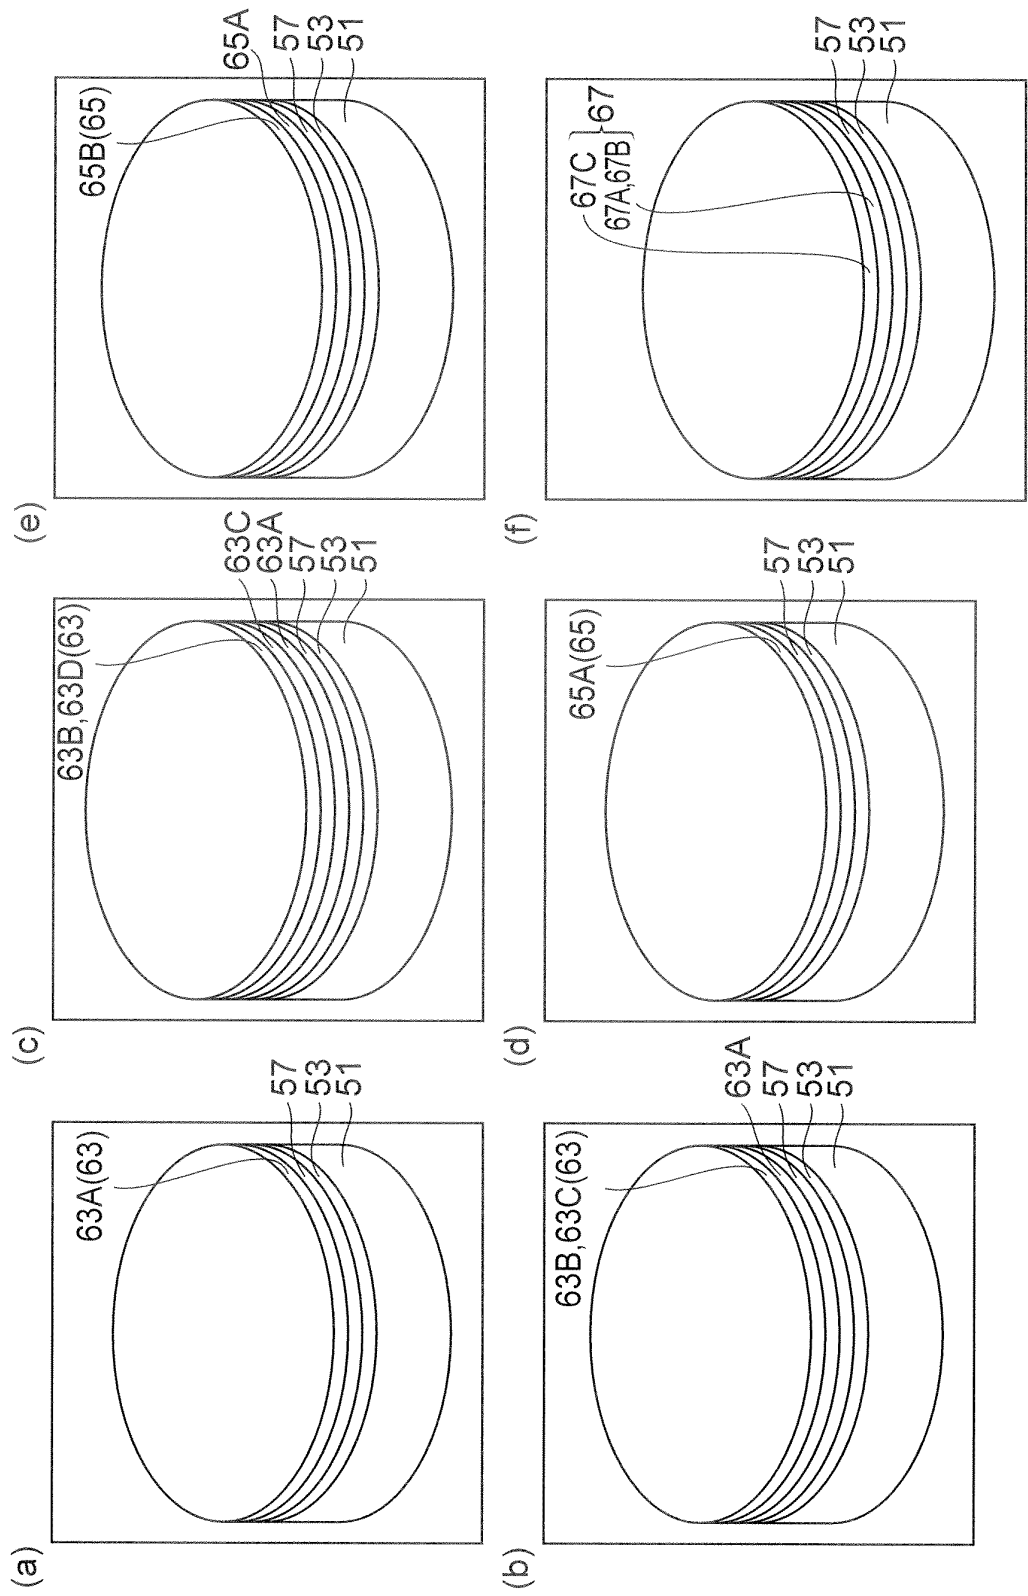 (a)
63A(63)
57
53
51
(b)
63B,63C(63)
63A
57
53
51
(c)
63B,63D(63)
63C
63A
57
53
51
(d)
65A(65)
57
53
51
(e)
65B(65)
65A
57
53
51
(f)
67C
67A,67B
67
57
53
51